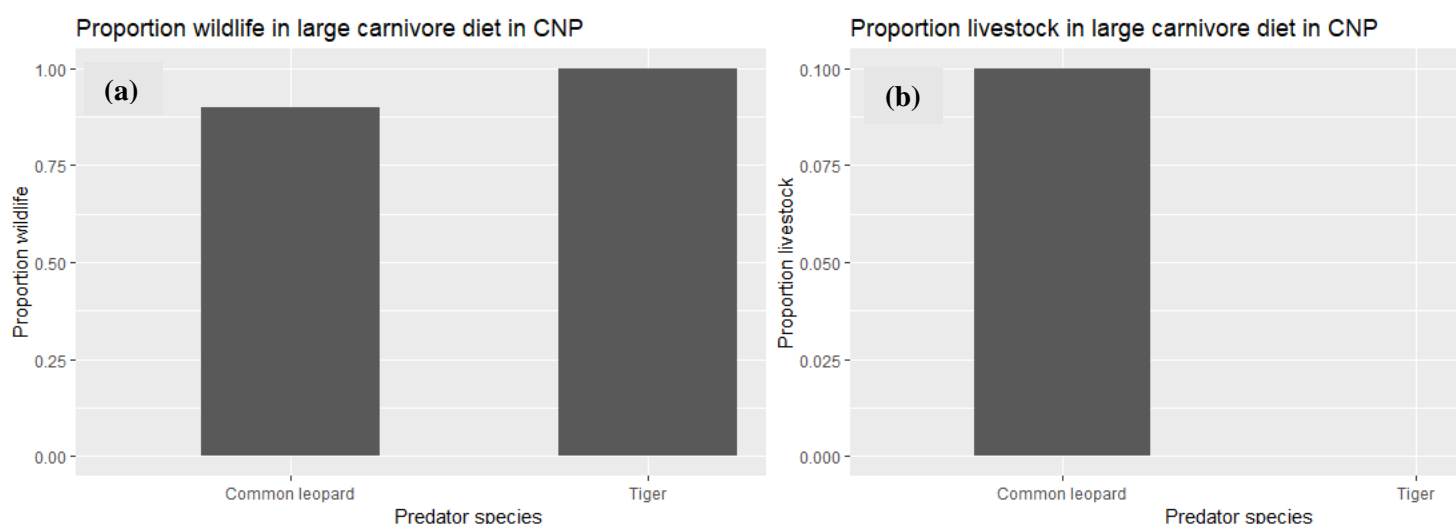 Proportion wildlife in large carnivore diet in CNP
(a)
1.00
0.75
0.50
0.25
0.00
Proportion wildlife
Common leopard
Tiger
Predator species
Proportion livestock in large carnivore diet in CNP
(b)
0.100
0.075
0.050
0.025
0.000
Proportion livestock
Common leopard
Tiger
Predator species